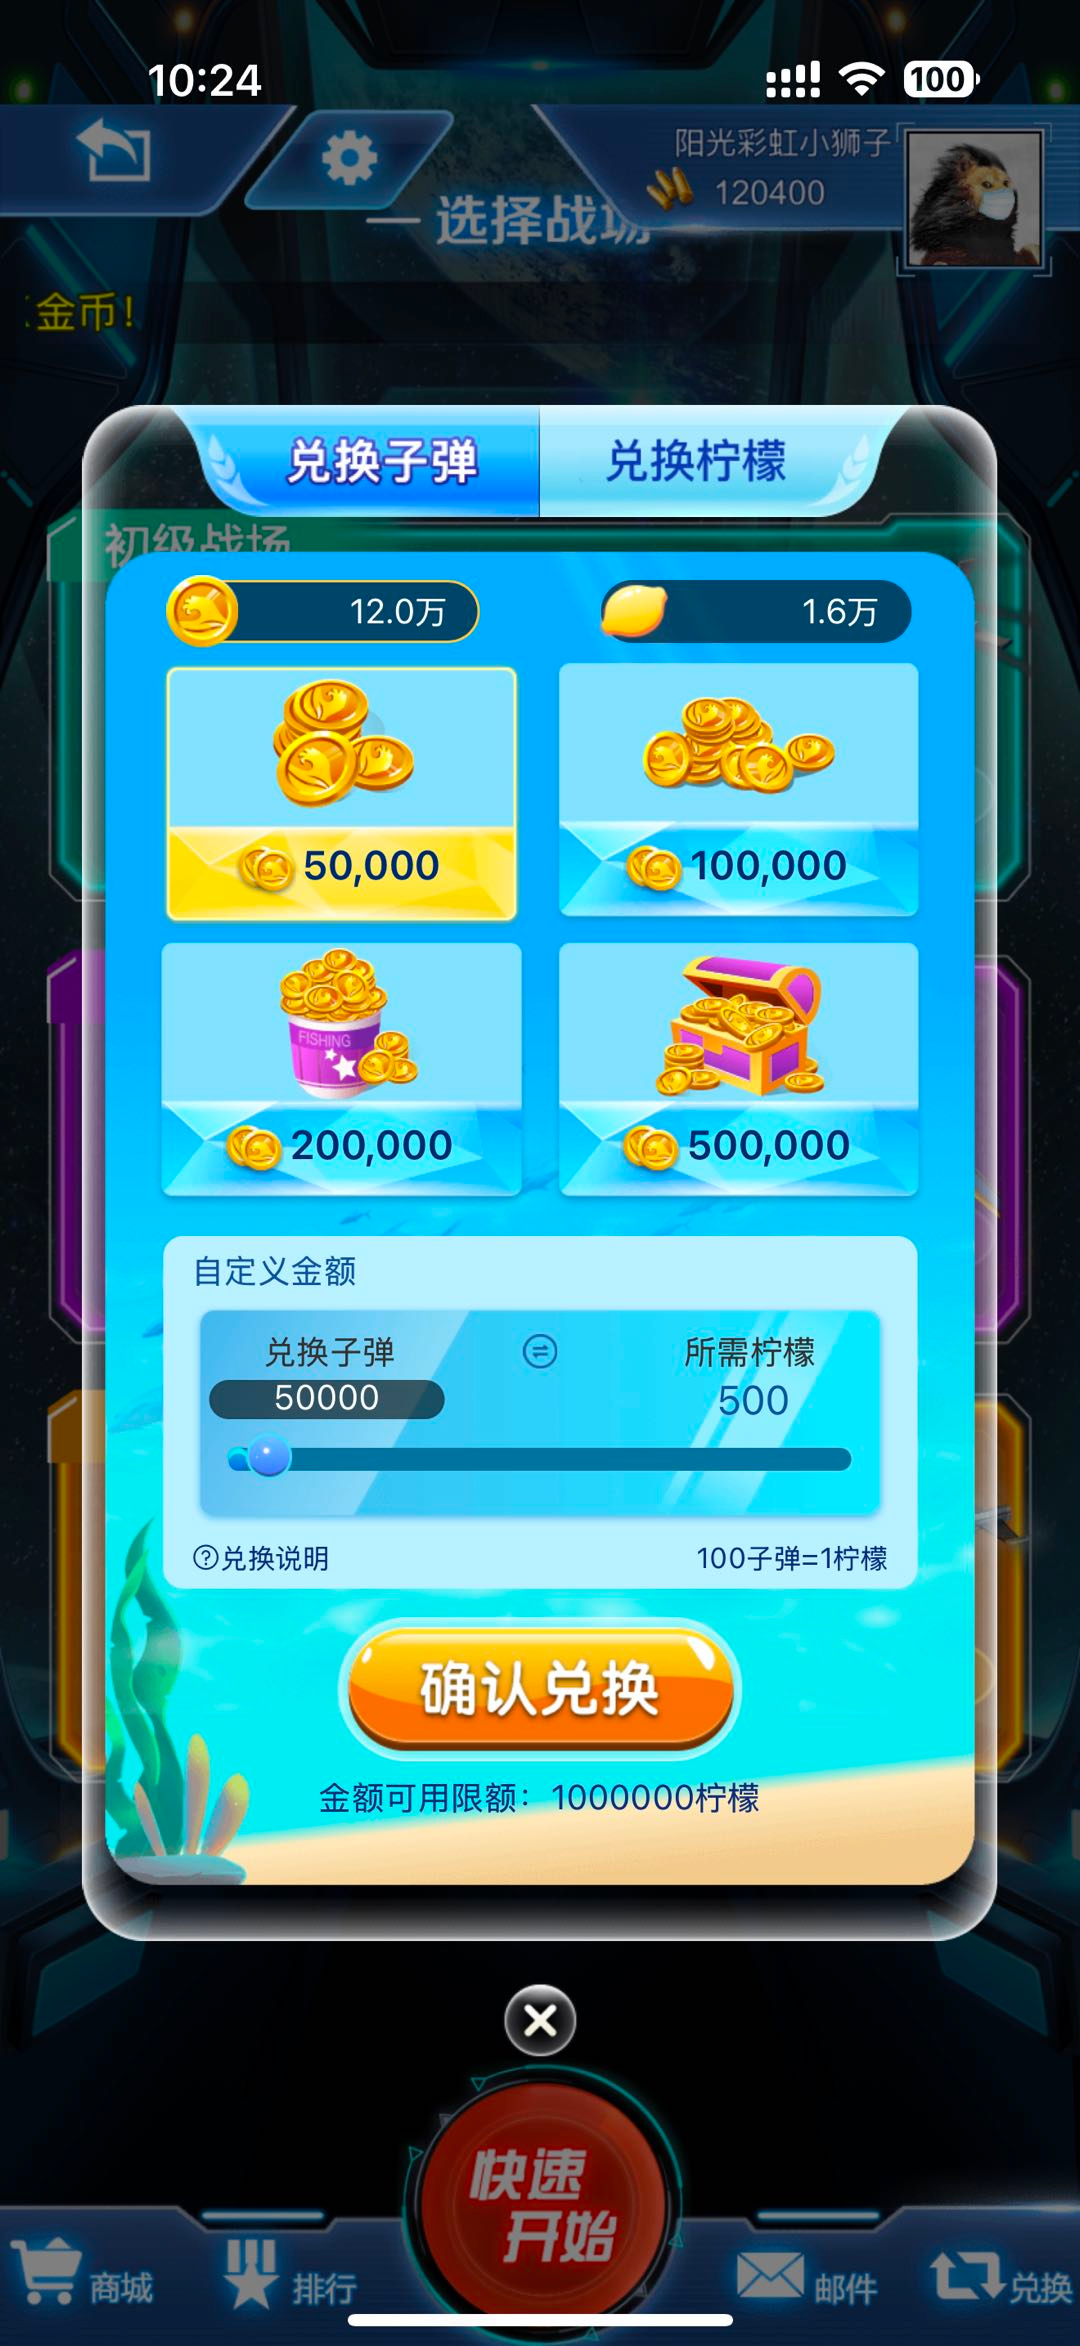 10:24
100
阳光彩虹小狮子
120400
选择战场
金币!
兑换子弹
兑换柠檬
初级战场
12.0万
1.6万
50,000
100,000
FISHING
200,000
500,000
自定义金额
兑换子弹
所需柠檬
50000
500
?兑换说明
100子弹=1柠檬
确认兑换
金额可用限额：1000000柠檬
快速
开始
商城
排行
邮件
兑换